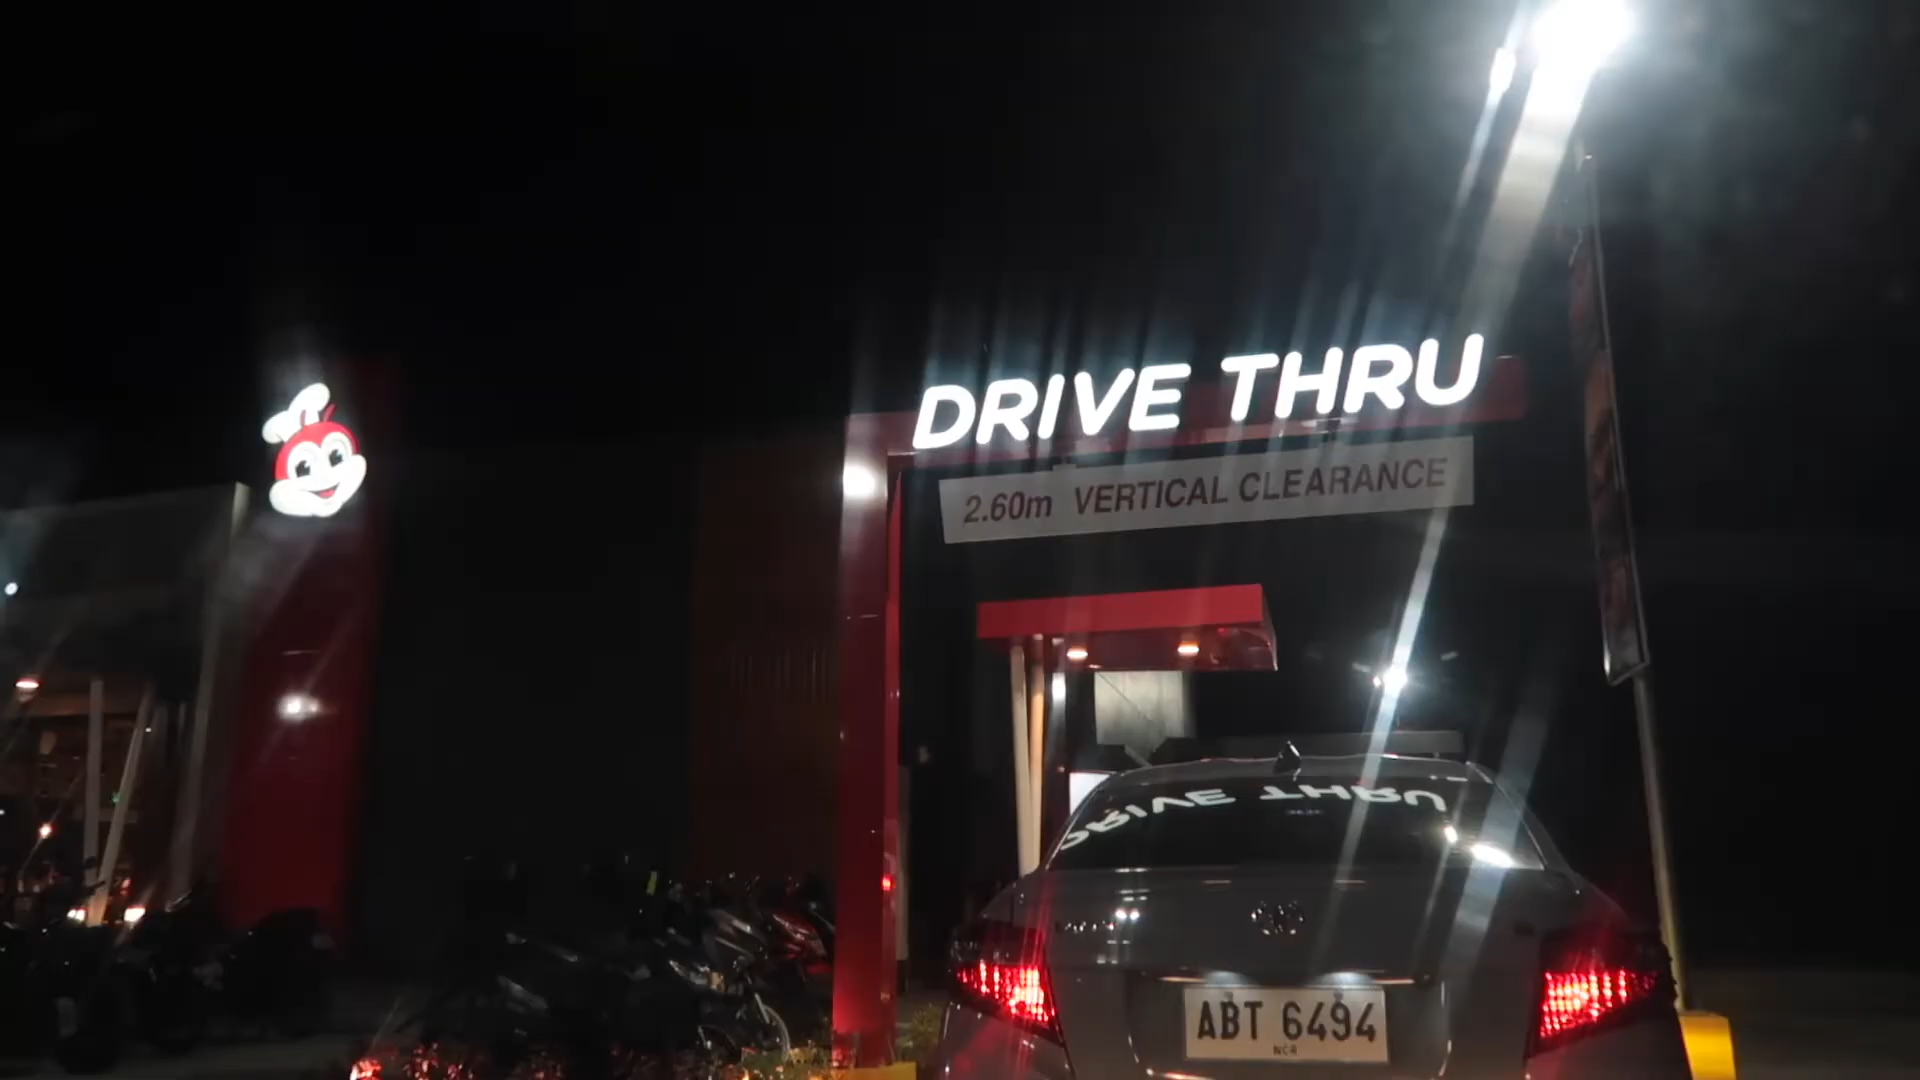 DRIVE THRU
2.60m VERTICAL CLEARANCE
DRIVE THRU
ABT 6494
NCR